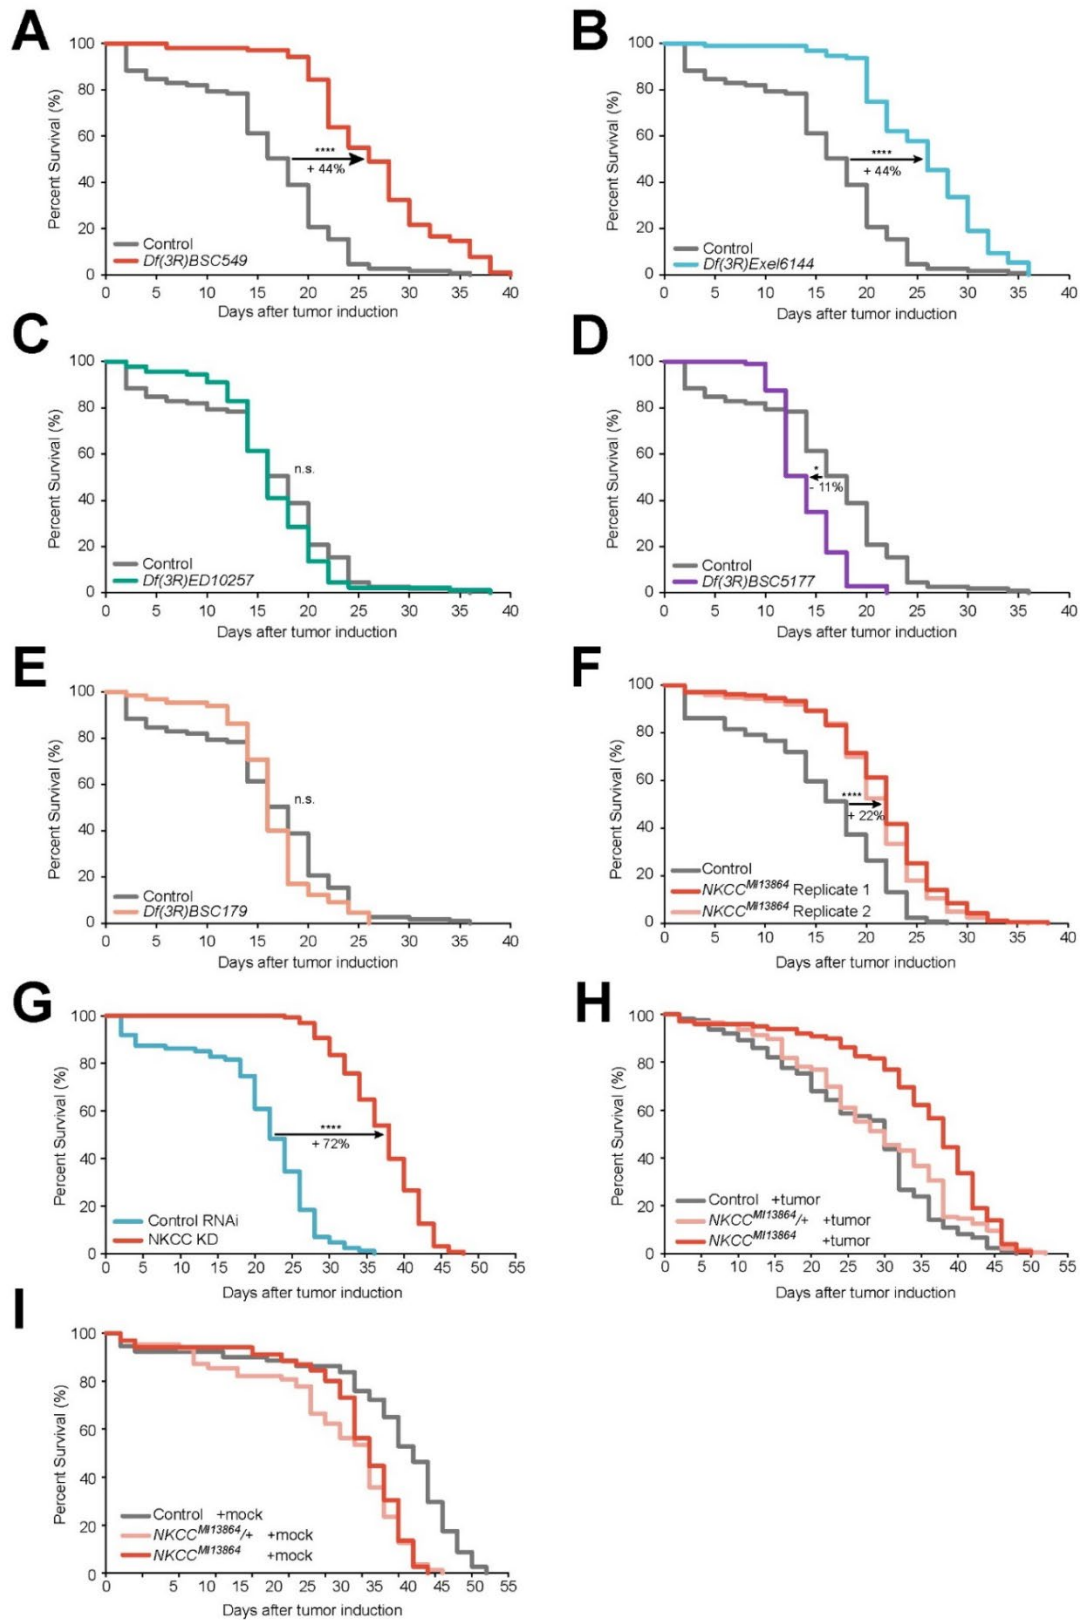 A
100
80
60
40
20
0
Percent Survival (%)
****
+ 44%
Control
Df(3R)BSC549
0 5 10 15 20 25 30 35 40
Days after tumor induction
B
100
80
60
40
20
0
Percent Survival (%)
****
+ 44%
Control
Df(3R)Exel6144
0 5 10 15 20 25 30 35 40
Days after tumor induction
C
100
80
60
40
20
0
Percent Survival (%)
n.s.
Control
Df(3R)ED10257
0 5 10 15 20 25 30 35 40
Days after tumor induction
D
100
80
60
40
20
0
Percent Survival (%)
*
- 11%
Control
Df(3R)BSC5177
0 5 10 15 20 25 30 35 40
Days after tumor induction
E
100
80
60
40
20
0
Percent Survival (%)
n.s.
Control
Df(3R)BSC179
0 5 10 15 20 25 30 35 40
Days after tumor induction
F
100
80
60
40
20
0
Percent Survival (%)
****
+ 22%
Control
NKCC^MI13864 Replicate 1
NKCC^MI13864 Replicate 2
0 5 10 15 20 25 30 35 40
Days after tumor induction
G
100
80
60
40
20
0
Percent Survival (%)
****
+ 72%
Control RNAi
NKCC KD
0 5 10 15 20 25 30 35 40 45 50 55
Days after tumor induction
H
100
80
60
40
20
0
Percent Survival (%)
Control +tumor
NKCC^MI13864/+ +tumor
NKCC^MI13864 +tumor
0 5 10 15 20 25 30 35 40 45 50 55
Days after tumor induction
I
100
80
60
40
20
0
Percent Survival (%)
Control +mock
NKCC^MI13864/+ +mock
NKCC^MI13864 +mock
0 5 10 15 20 25 30 35 40 45 50 55
Days after tumor induction